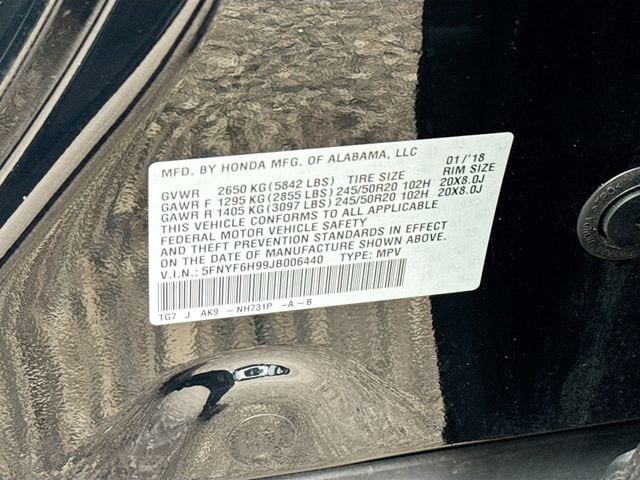 MFD. BY HONDA MFG. OF ALABAMA, LLC 01/'18
GVWR 2650 KG (5842 LBS) TIRE SIZE RIM SIZE
GAWR F 1295 KG (2855 LBS) 245/50R20 102H 20X8.0J
GAWR R 1405 KG (3097 LBS) 245/50R20 102H 20X8.0J
THIS VEHICLE CONFORMS TO ALL APPLICABLE
FEDERAL MOTOR VEHICLE SAFETY
AND THEFT PREVENTION STANDARDS IN EFFECT
ON THE DATE OF MANUFACTURE SHOWN ABOVE.
V.I.N.: 5FNYF6H99JB006440 TYPE: MPV
TG7 J AK9 -NH731P -A-B